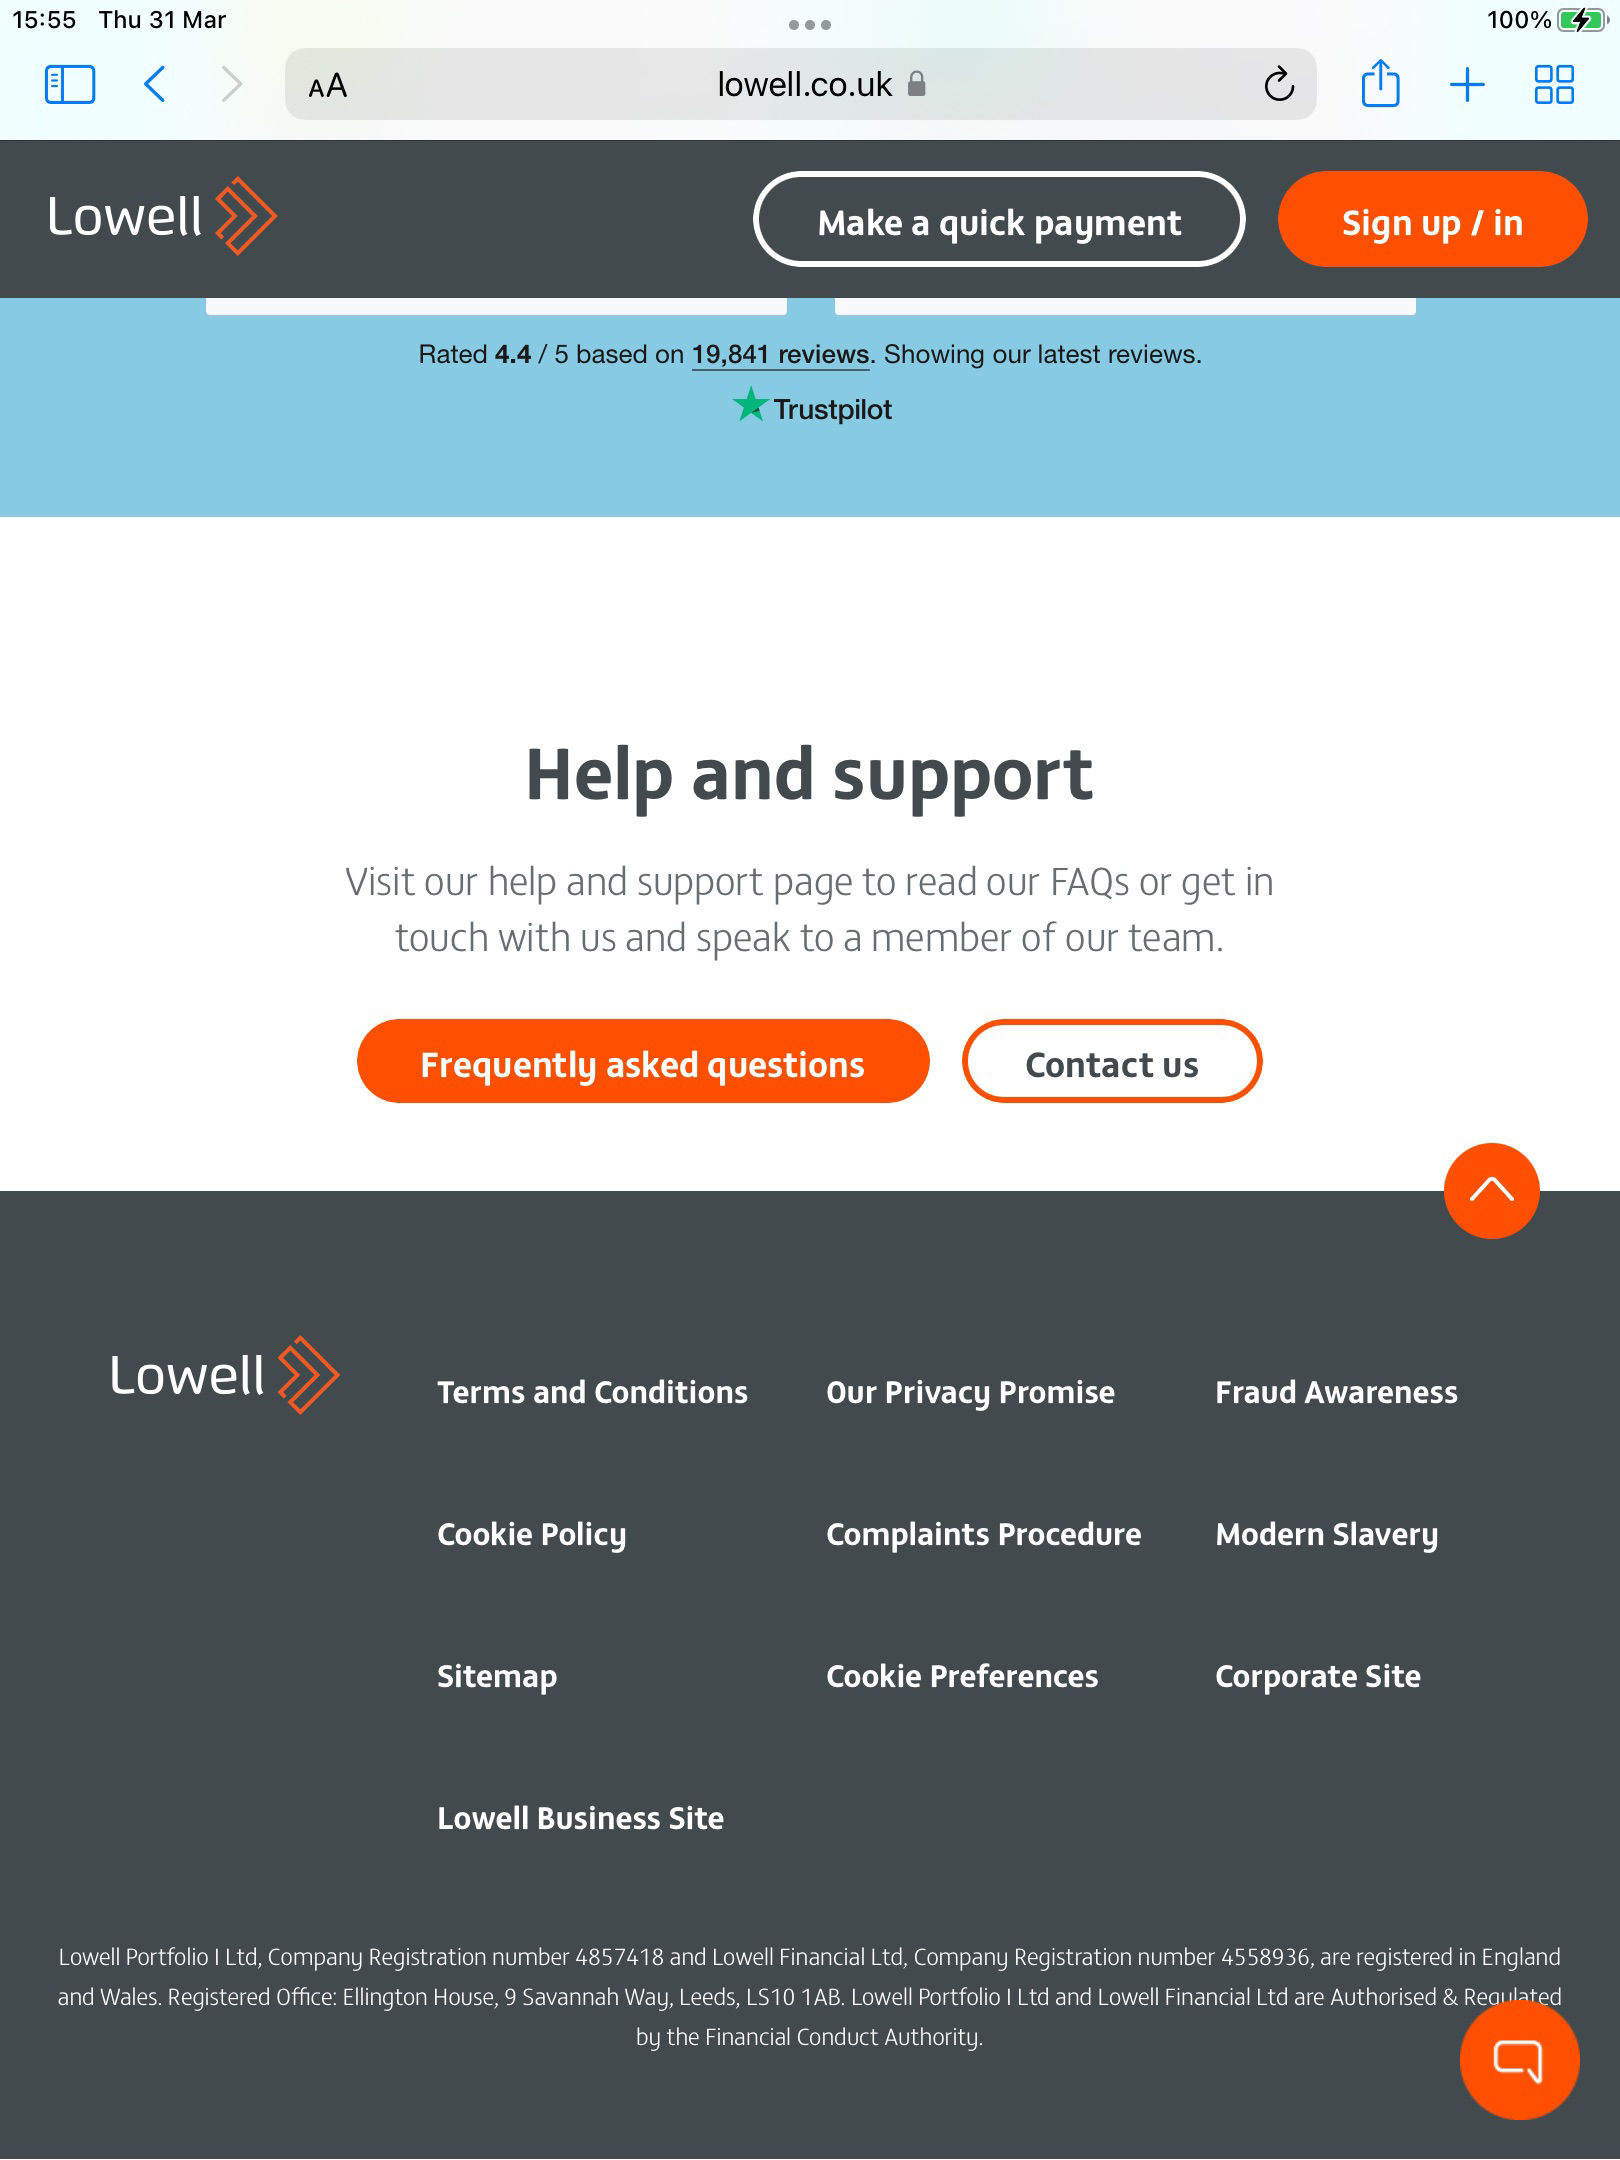 15:55 Thu 31 Mar
100%
AA
lowell.co.uk
Lowell
Make a quick payment
Sign up / in
Rated 4.4 / 5 based on 19,841 reviews. Showing our latest reviews.
Trustpilot
Help and support
Visit our help and support page to read our FAQs or get in
touch with us and speak to a member of our team.
Frequently asked questions
Contact us
Lowell
Terms and Conditions
Our Privacy Promise
Fraud Awareness
Cookie Policy
Complaints Procedure
Modern Slavery
Sitemap
Cookie Preferences
Corporate Site
Lowell Business Site
Lowell Portfolio I Ltd, Company Registration number 4857418 and Lowell Financial Ltd, Company Registration number 4558936, are registered in England
and Wales. Registered Office: Ellington House, 9 Savannah Way, Leeds, LS10 1AB. Lowell Portfolio I Ltd and Lowell Financial Ltd are Authorised & Regulated
by the Financial Conduct Authority.